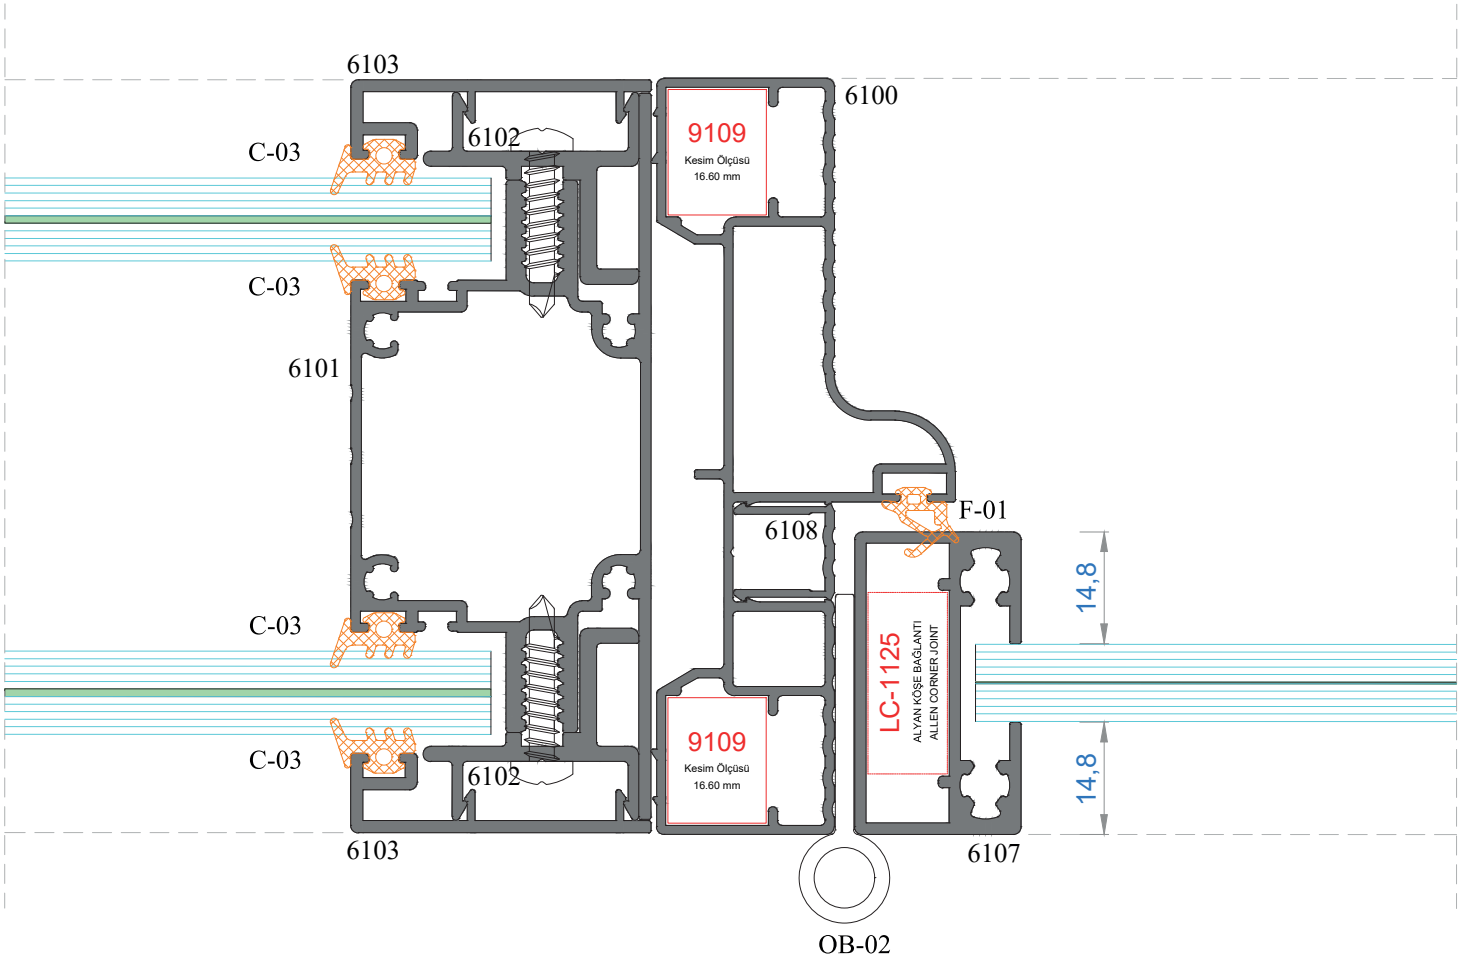 6103
6100
C-03
6102
9109
Kesim Ölçüsü
16.60 mm
C-03
6101
F-01
6108
14,8
C-03
LC-1125
ALYAN KÖŞE BAĞLANTI
ALLEN CORNER JOINT
9109
Kesim Ölçüsü
16.60 mm
C-03
6102
14,8
6103
6107
OB-02